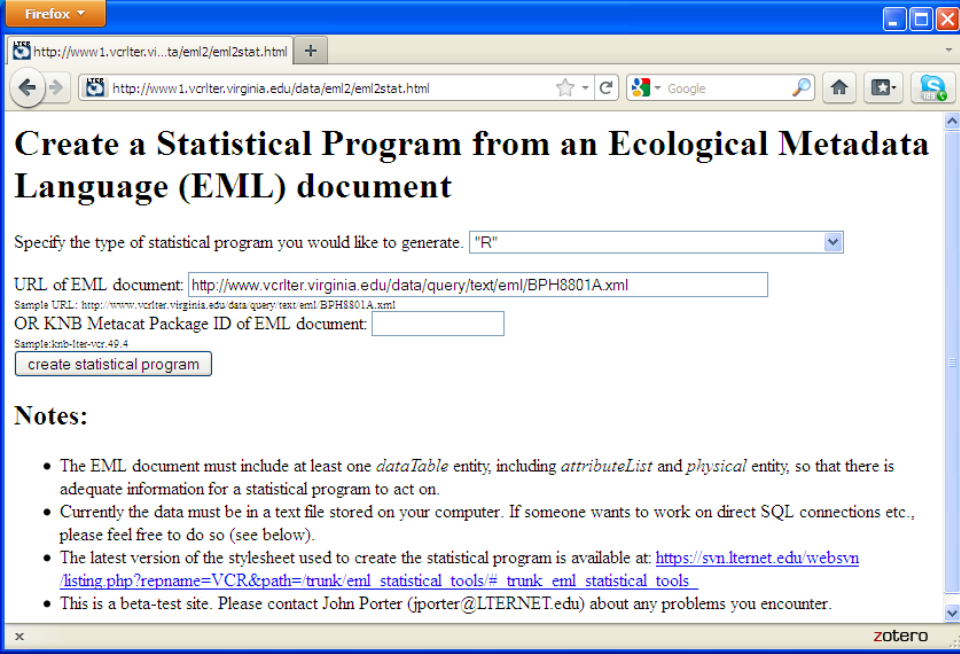 Firefox
http://www1.vcrlter.vi...ta/eml2/eml2stat.html
http://www1.vcrlter.virginia.edu/data/eml2/eml2stat.html
Google
Create a Statistical Program from an Ecological Metadata
Language (EML) document
Specify the type of statistical program you would like to generate. "R"
URL of EML document: http://www.vcrlter.virginia.edu/data/query/text/eml/BPH8801A.xml
Sample URL: http://www.vcrlter.virginia.edu/data/query/text/eml/BPH8801A.xml
OR KNB Metacat Package ID of EML document:
Sample:knb-lter-vcr.49.4
create statistical program
Notes:
• The EML document must include at least one dataTable entity, including attributeList and physical entity, so that there is
adequate information for a statistical program to act on.
• Currently the data must be in a text file stored on your computer. If someone wants to work on direct SQL connections etc.,
please feel free to do so (see below).
• The latest version of the stylesheet used to create the statistical program is available at: https://svn.lternet.edu/websvn
/listing.php?repname=VCR&path=/trunk/eml_statistical_tools/#_trunk_eml_statistical_tools_
• This is a beta-test site. Please contact John Porter (jporter@LTERNET.edu) about any problems you encounter.
x
zotero